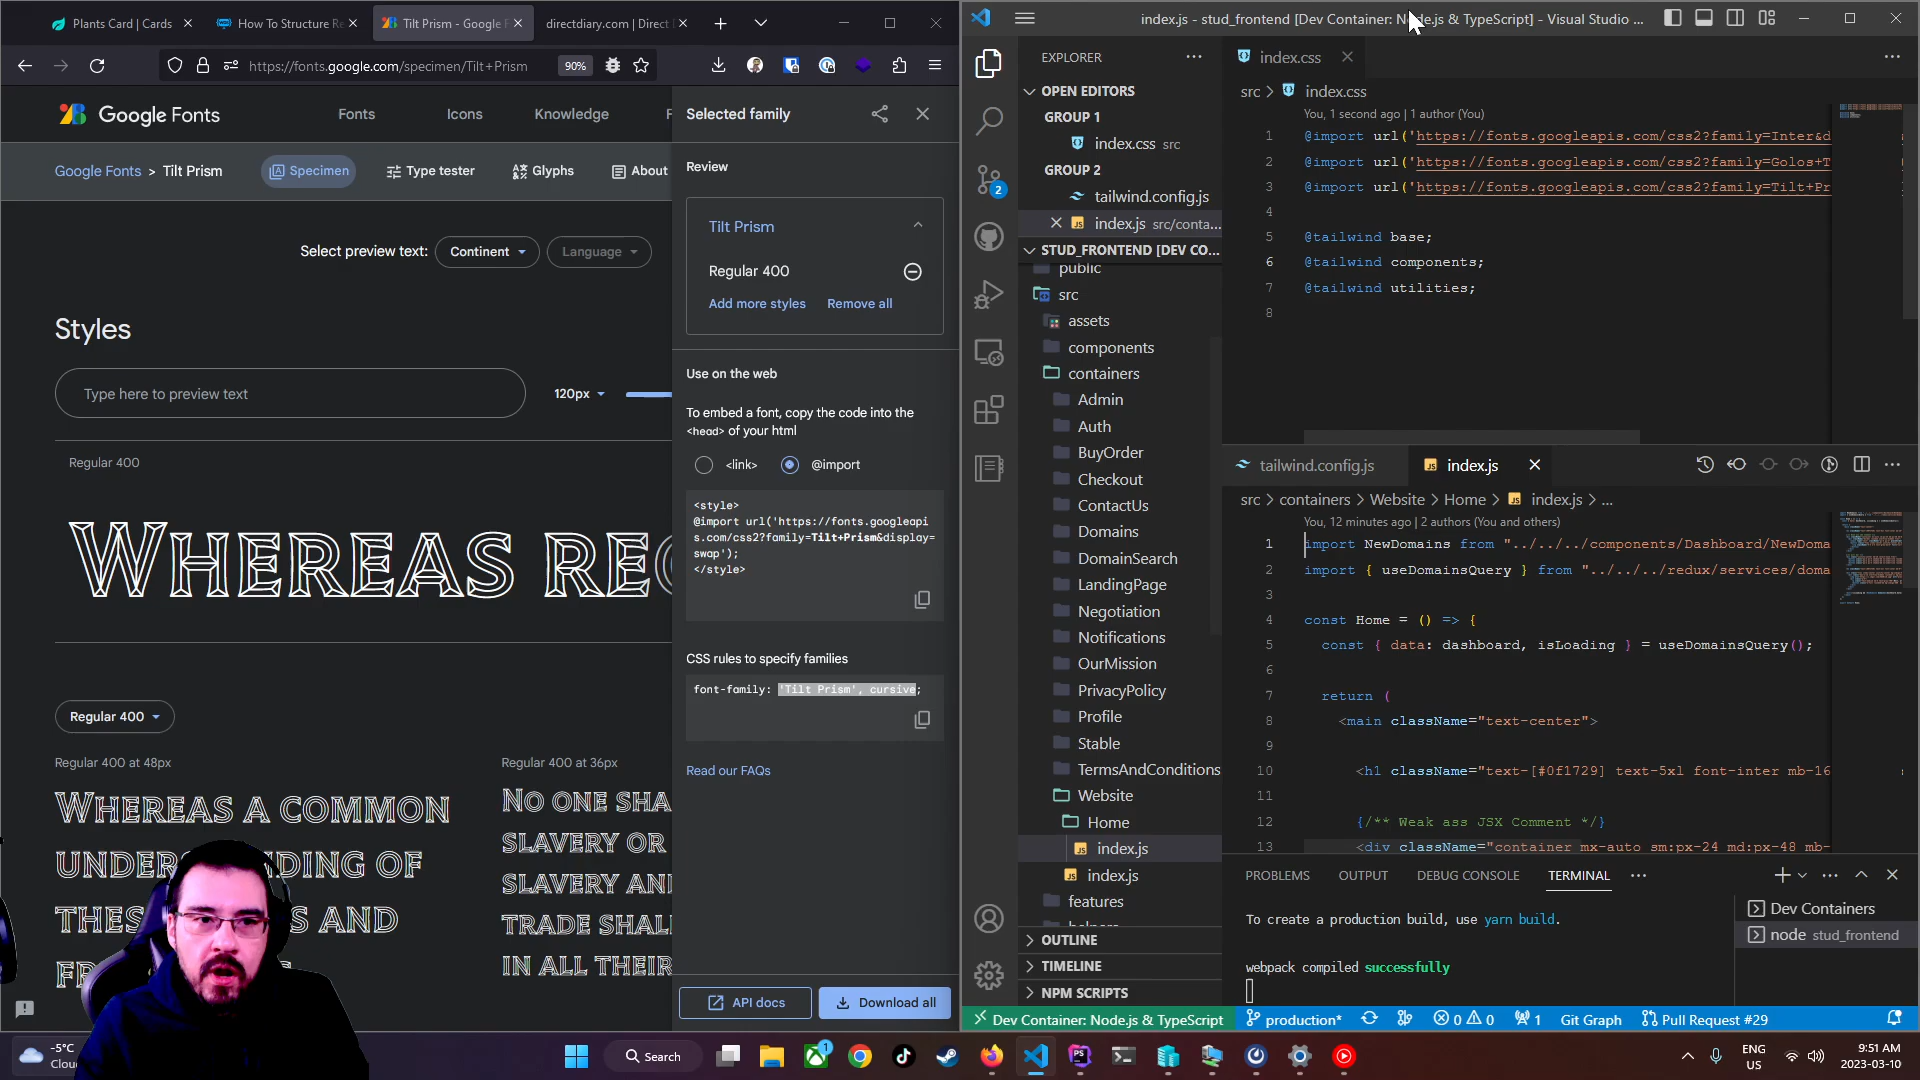 Plants Card | Cards
How To Structure Re
Tilt Prism - Google F
directdiary.com | Direct
https://fonts.google.com/specimen/Tilt+Prism
90%
Google Fonts
Fonts
Icons
Knowledge
Google Fonts > Tilt Prism
Specimen
Type tester
Glyphs
About
Select preview text:
Continent
Language
Styles
Type here to preview text
120px
Regular 400
Whereas re
Regular 400
Regular 400 at 48px
Whereas a common
Regular 400 at 36px
No one sha
slavery or
slavery and
trade shal
in all their
Selected family
Review
Tilt Prism
Regular 400
Add more styles
Remove all
Use on the web
To embed a font, copy the code into the
<head> of your html
<link>
@import
<style>
@import url('https://fonts.googleapi
s.com/css2?family=Tilt+Prism&display=
swap');
</style>
CSS rules to specify families
font-family: 'Tilt Prism', cursive;
Read our FAQs
API docs
Download all
index.js - stud_frontend [Dev Container: Node.js & TypeScript] - Visual Studio ...
EXPLORER
OPEN EDITORS
GROUP 1
index.css src
GROUP 2
tailwind.config.js
index.js src/conta...
STUD_FRONTEND [DEV CO...
public
src
assets
components
containers
Admin
Auth
BuyOrder
Checkout
ContactUs
Domains
DomainSearch
LandingPage
Negotiation
Notifications
OurMission
PrivacyPolicy
Profile
Stable
TermsAndConditions
Website
Home
index.js
index.js
features
OUTLINE
TIMELINE
NPM SCRIPTS
2
index.css
src > index.css
You, 1 second ago | 1 author (You)
1 @import url('https://fonts.googleapis.com/css2?family=Inter&d
2 @import url('https://fonts.googleapis.com/css2?family=Golos+T
3 @import url('https://fonts.googleapis.com/css2?family=Tilt+Pr
4
5 @tailwind base;
6 @tailwind components;
7 @tailwind utilities;
8
tailwind.config.js
index.js
src > containers > Website > Home > index.js > ...
You, 12 minutes ago | 2 authors (You and others)
1 import NewDomains from "../../../components/Dashboard/NewDoma
2 import { useDomainsQuery } from "../../../redux/services/doma
3
4 const Home = () => {
5 const { data: dashboard, isLoading } = useDomainsQuery();
6
7 return (
8 <main className="text-center">
9
10 <h1 className="text-[#0f1729] text-5xl font-inter mb-16
11
12 {/** Weak ass JSX Comment */}
13 <div className="container mx-auto sm:px-24 md:px-48 mb-
PROBLEMS
OUTPUT
DEBUG CONSOLE
TERMINAL
To create a production build, use yarn build.
webpack compiled successfully
Dev Containers
node stud_frontend
Dev Container: Node.js & TypeScript
production*
0
0
1
Git Graph
Pull Request #29
-5°C
Search
1
ENG
US
9:51 AM
2023-03-10